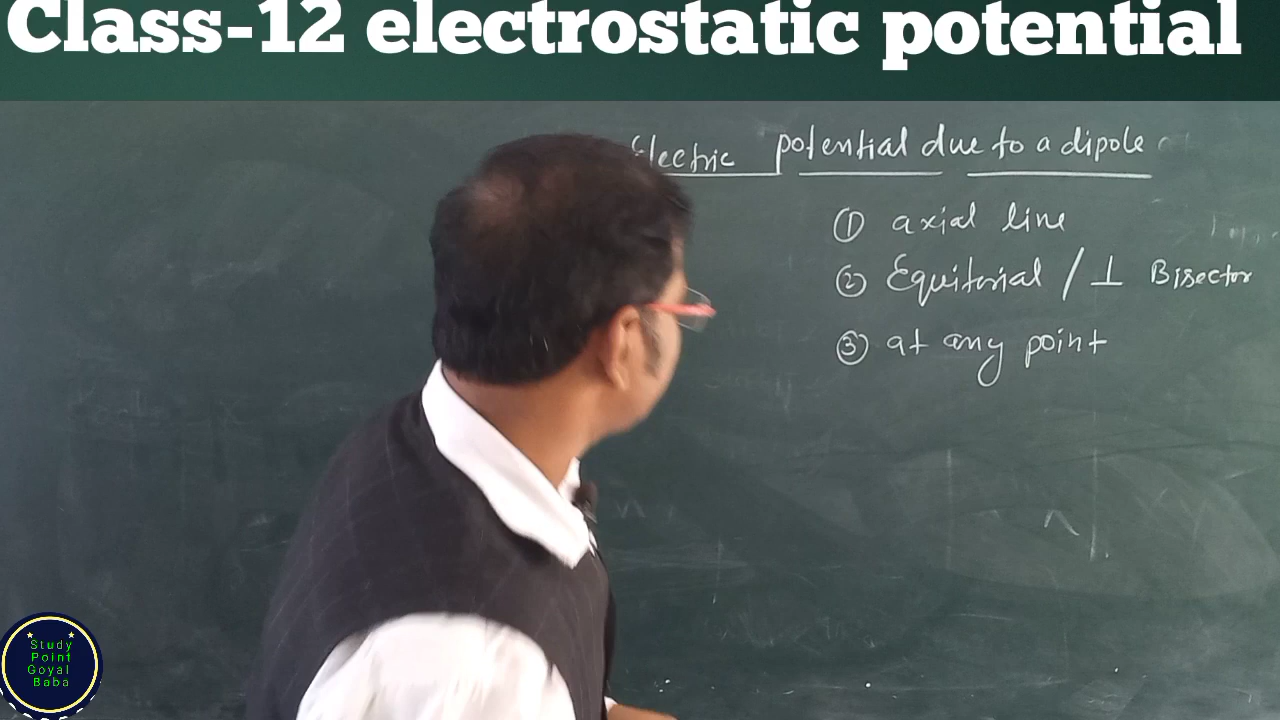 Class-12 electrostatic potential
Electric potential due to a dipole
① axial line
② Equitorial / ⊥ Bisector
③ at any point
Study
Point
Goyal
Baba